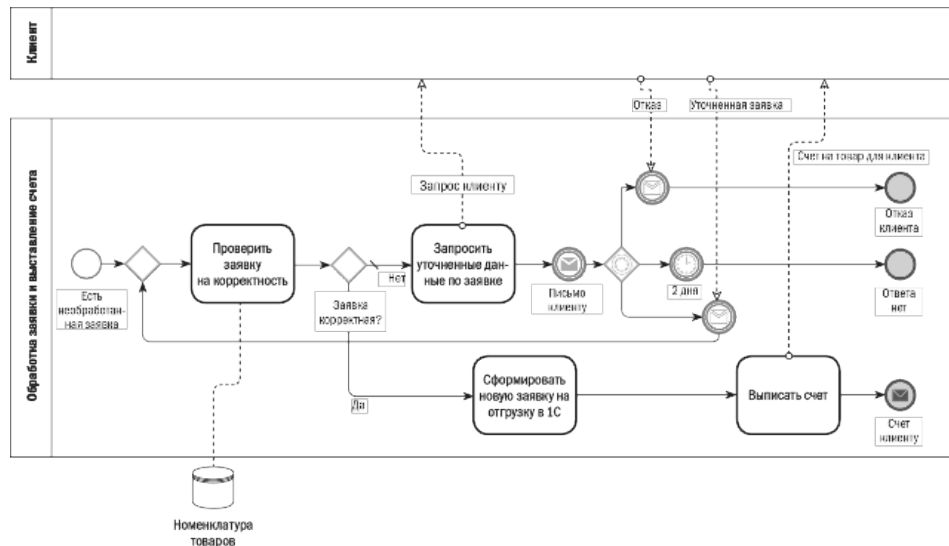 Клиент
Отказ
Уточненная заявка
Обработка заявки и выставление счета
Счет на товар для клиента
Запрос клиенту
Проверить
заявку
на корректность
Запросить
уточненные дан-
ные по заявке
Отказ
клиента
Есть
необработан-
ная заявка
Нет
Заявка
корректная?
Письмо
клиенту
2 дня
Ответа
нет
Да
Сформировать
новую заявку на
отгрузку в 1С
Выписать счет
Счет
клиенту
Номенклатура
товаров